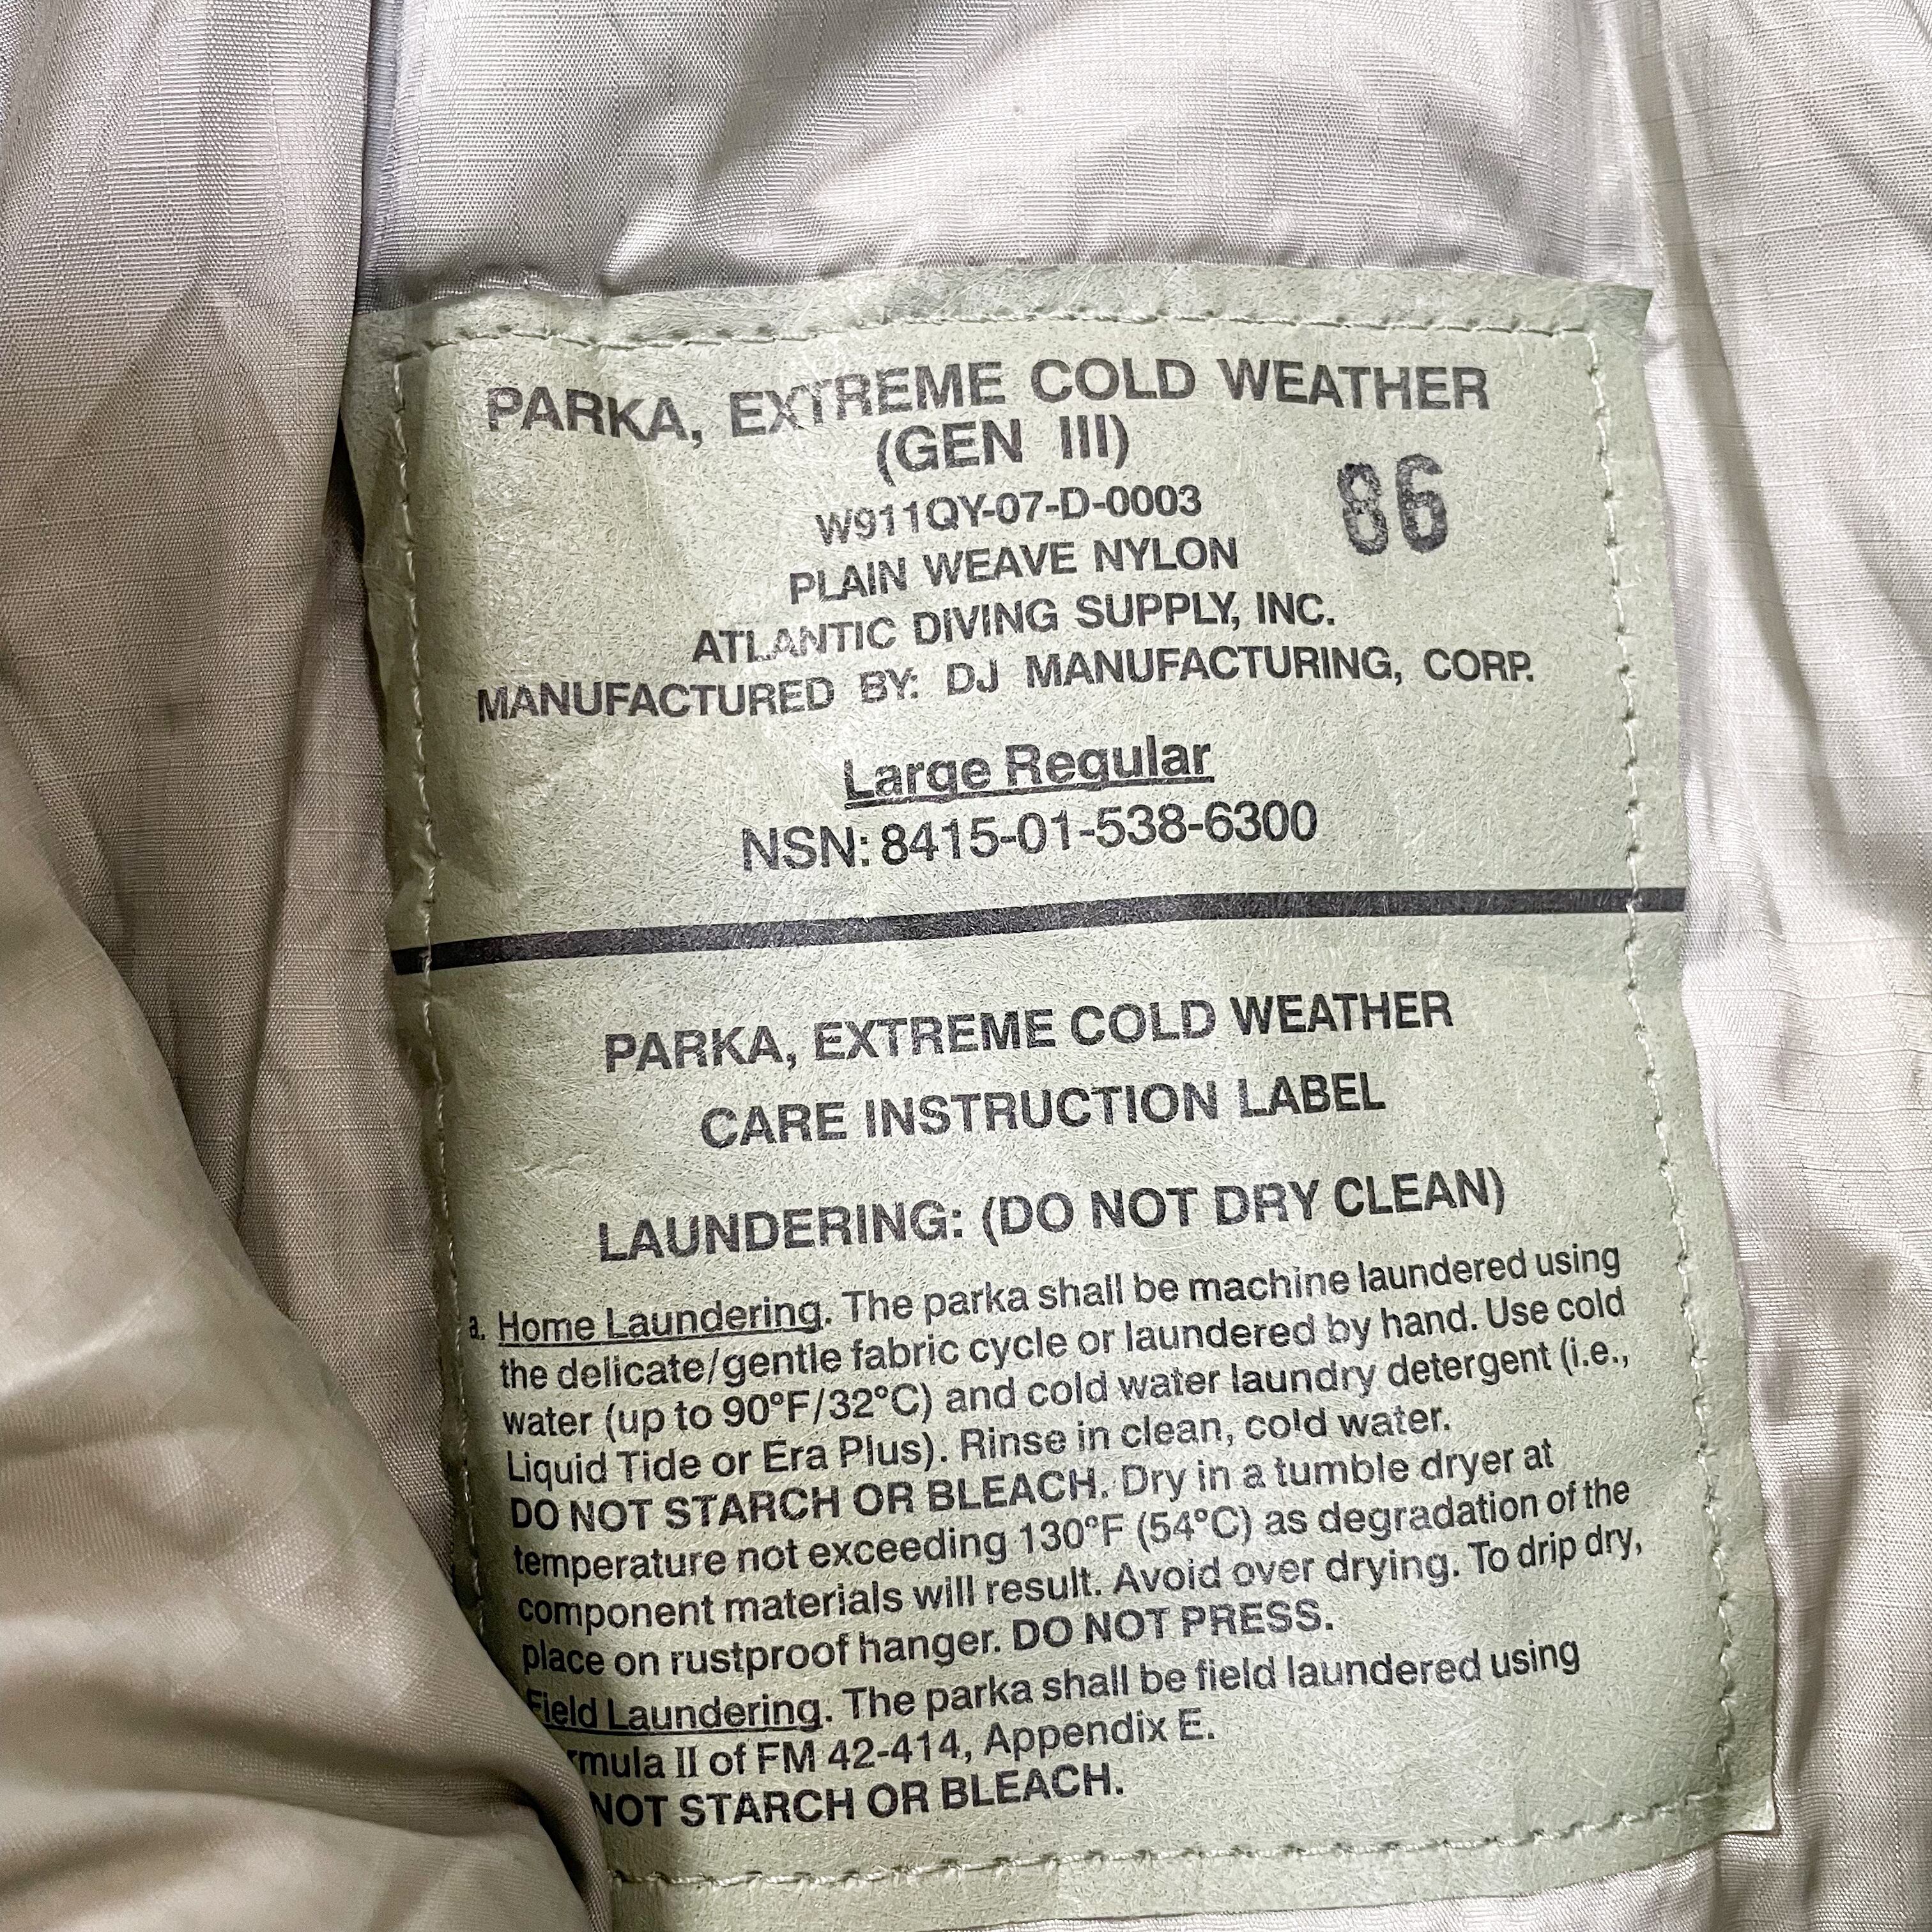 PARKA, EXTREME COLD WEATHER
(GEN III)
86
W911QY-07-D-0003
PLAIN WEAVE NYLON
ATLANTIC DIVING SUPPLY, INC.
MANUFACTURED BY: DJ MANUFACTURING, CORP.
Large Regular
NSN: 8415-01-538-6300
PARKA, EXTREME COLD WEATHER
CARE INSTRUCTION LABEL
LAUNDERING: (DO NOT DRY CLEAN)
a. Home Laundering. The parka shall be machine laundered using
the delicate/gentle fabric cycle or laundered by hand. Use cold
water (up to 90°F/32°C) and cold water laundry detergent (i.e.,
Liquid Tide or Era Plus). Rinse in clean, cold water.
DO NOT STARCH OR BLEACH. Dry in a tumble dryer at
temperature not exceeding 130°F (54°C) as degradation of the
component materials will result. Avoid over drying. To drip dry,
place on rustproof hanger. DO NOT PRESS.
Field Laundering. The parka shall be field laundered using
mula II of FM 42-414, Appendix E.
NOT STARCH OR BLEACH.